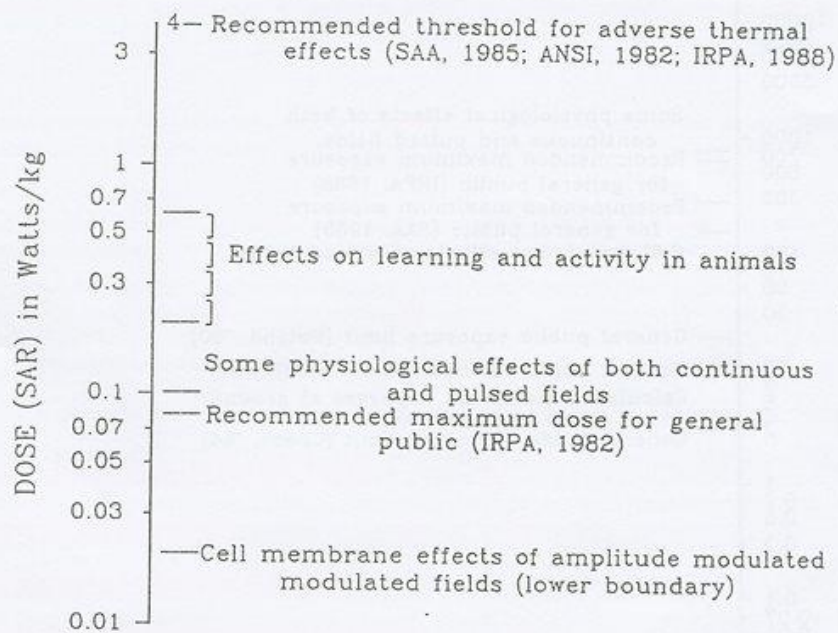 4— Recommended threshold for adverse thermal
effects (SAA, 1985; ANSI, 1982; IRPA, 1988)
3
1
0.7
0.5
Effects on learning and activity in animals
0.3
Some physiological effects of both continuous
and pulsed fields
0.1
Recommended maximum dose for general
public (IRPA, 1982)
0.07
0.05
0.03
Cell membrane effects of amplitude modulated
modulated fields (lower boundary)
0.01
DOSE (SAR) in Watts/kg